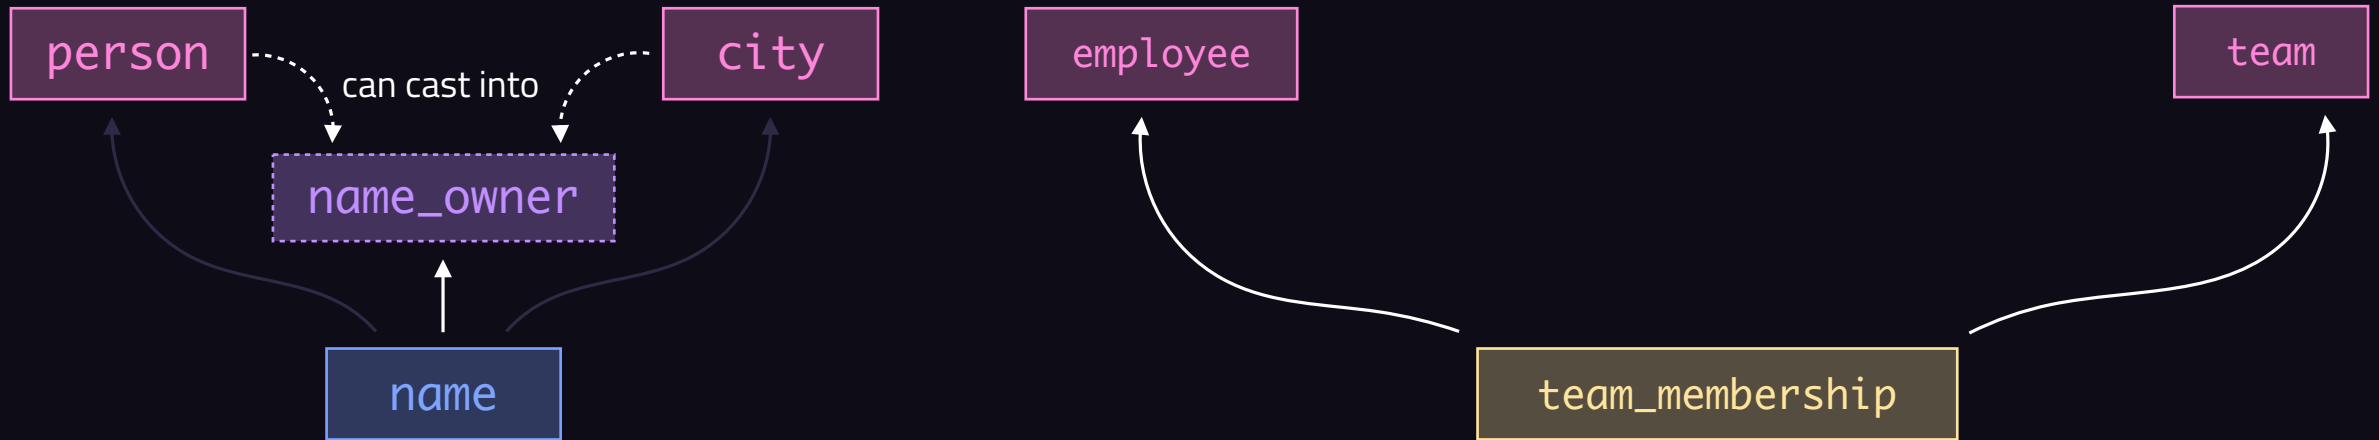 person
city
employee
team
can cast into
name_owner
name
team_membership